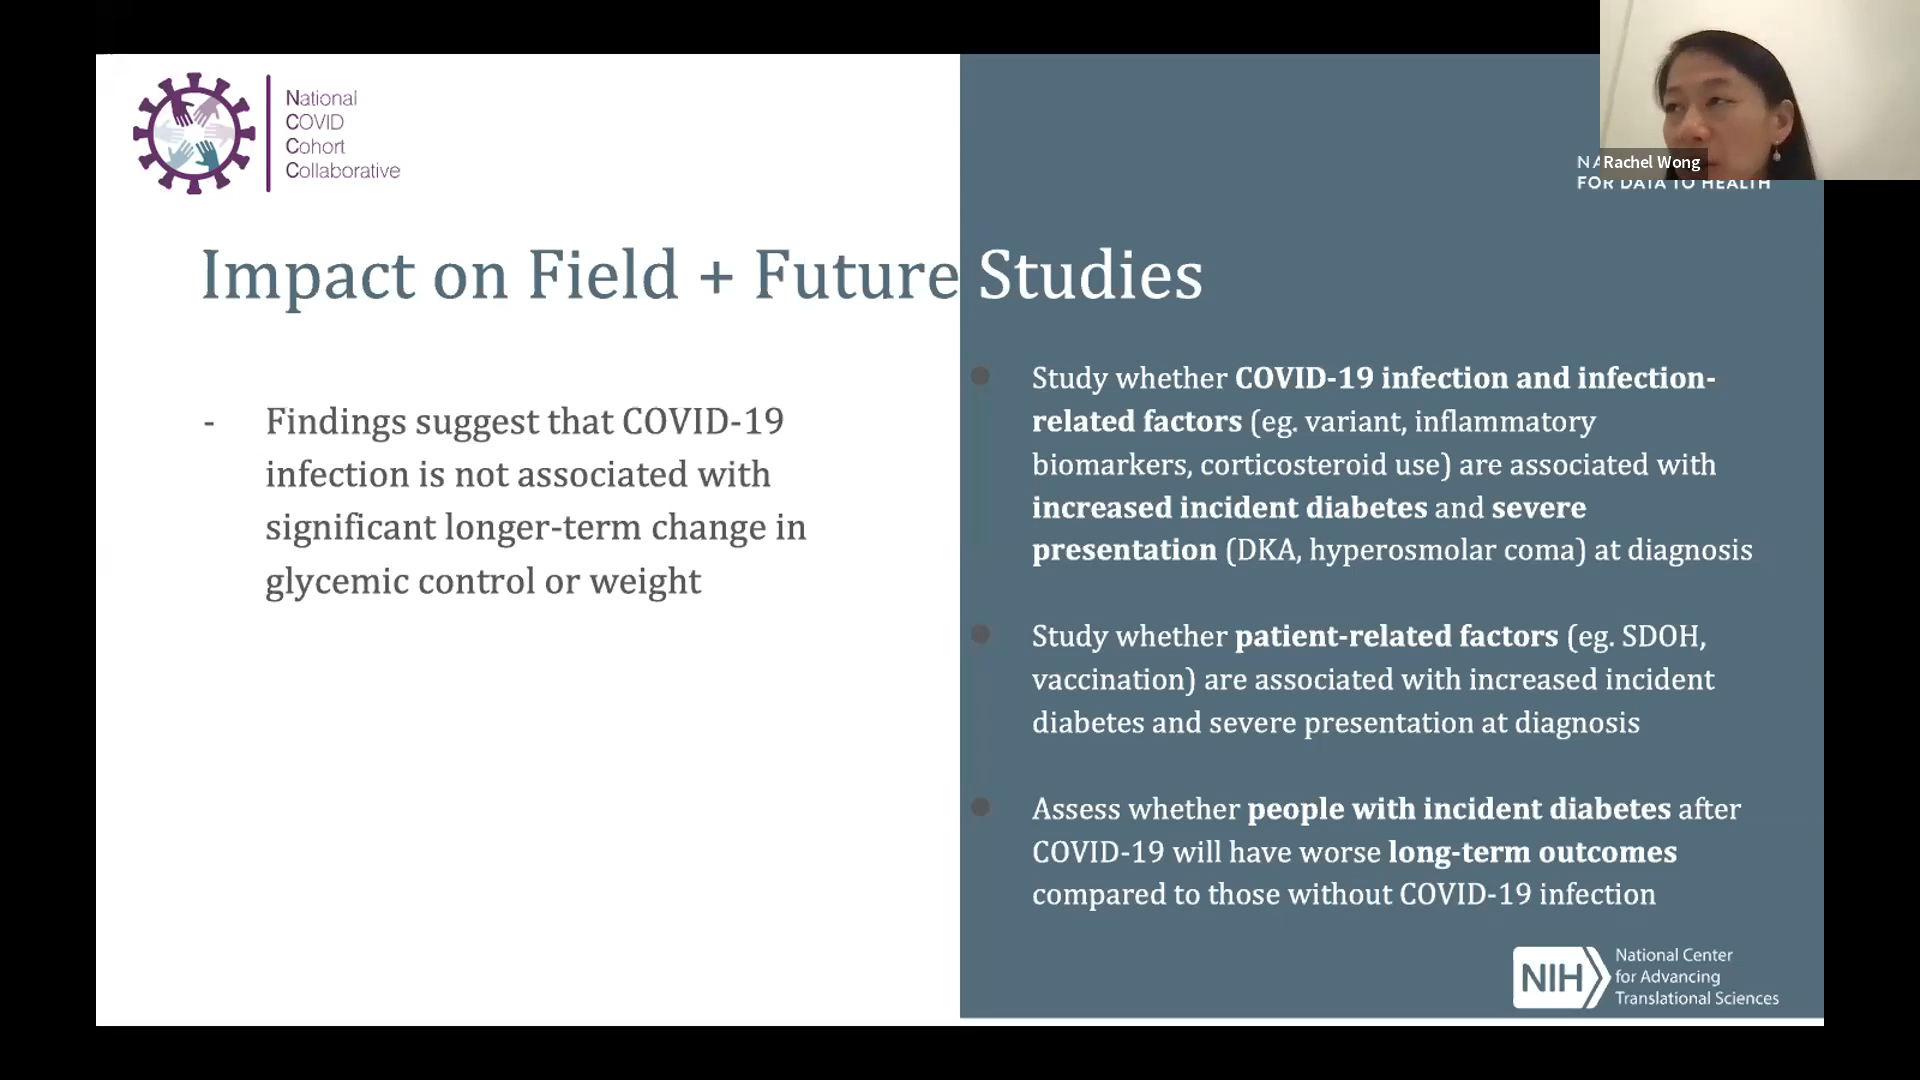 National
COVID
Cohort
Collaborative
Rachel Wong
FOR DATA TO HEALTH
Impact on Field + Future Studies
- Findings suggest that COVID-19
infection is not associated with
significant longer-term change in
glycemic control or weight
Study whether COVID-19 infection and infection-
related factors (eg. variant, inflammatory
biomarkers, corticosteroid use) are associated with
increased incident diabetes and severe
presentation (DKA, hyperosmolar coma) at diagnosis
Study whether patient-related factors (eg. SDOH,
vaccination) are associated with increased incident
diabetes and severe presentation at diagnosis
Assess whether people with incident diabetes after
COVID-19 will have worse long-term outcomes
compared to those without COVID-19 infection
NIH
National Center
for Advancing
Translational Sciences